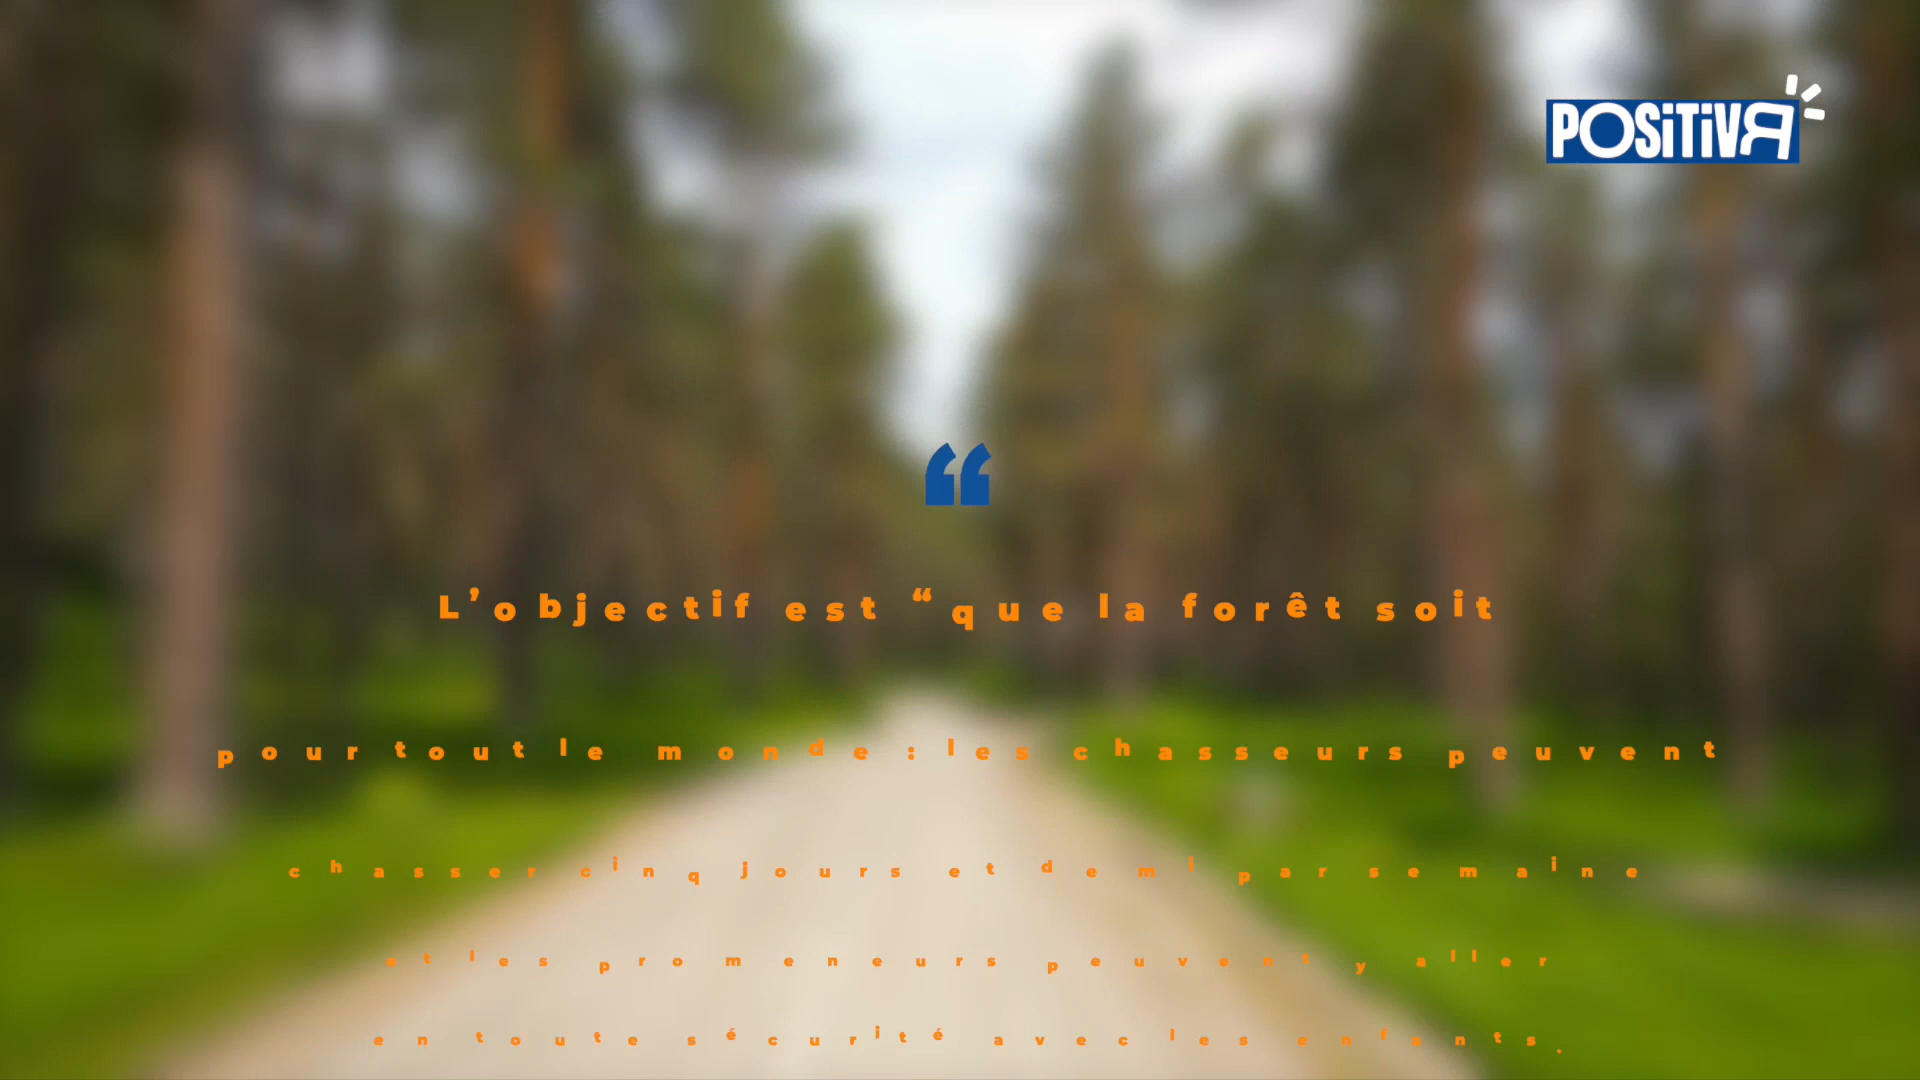 POSiTiVR
“
L’objectif est “que la forêt soit
pour tout le monde : les chasseurs peuvent
chasser cinq jours et demi par semaine
et les promeneurs peuvent y aller
en toute sécurité avec les enfants.